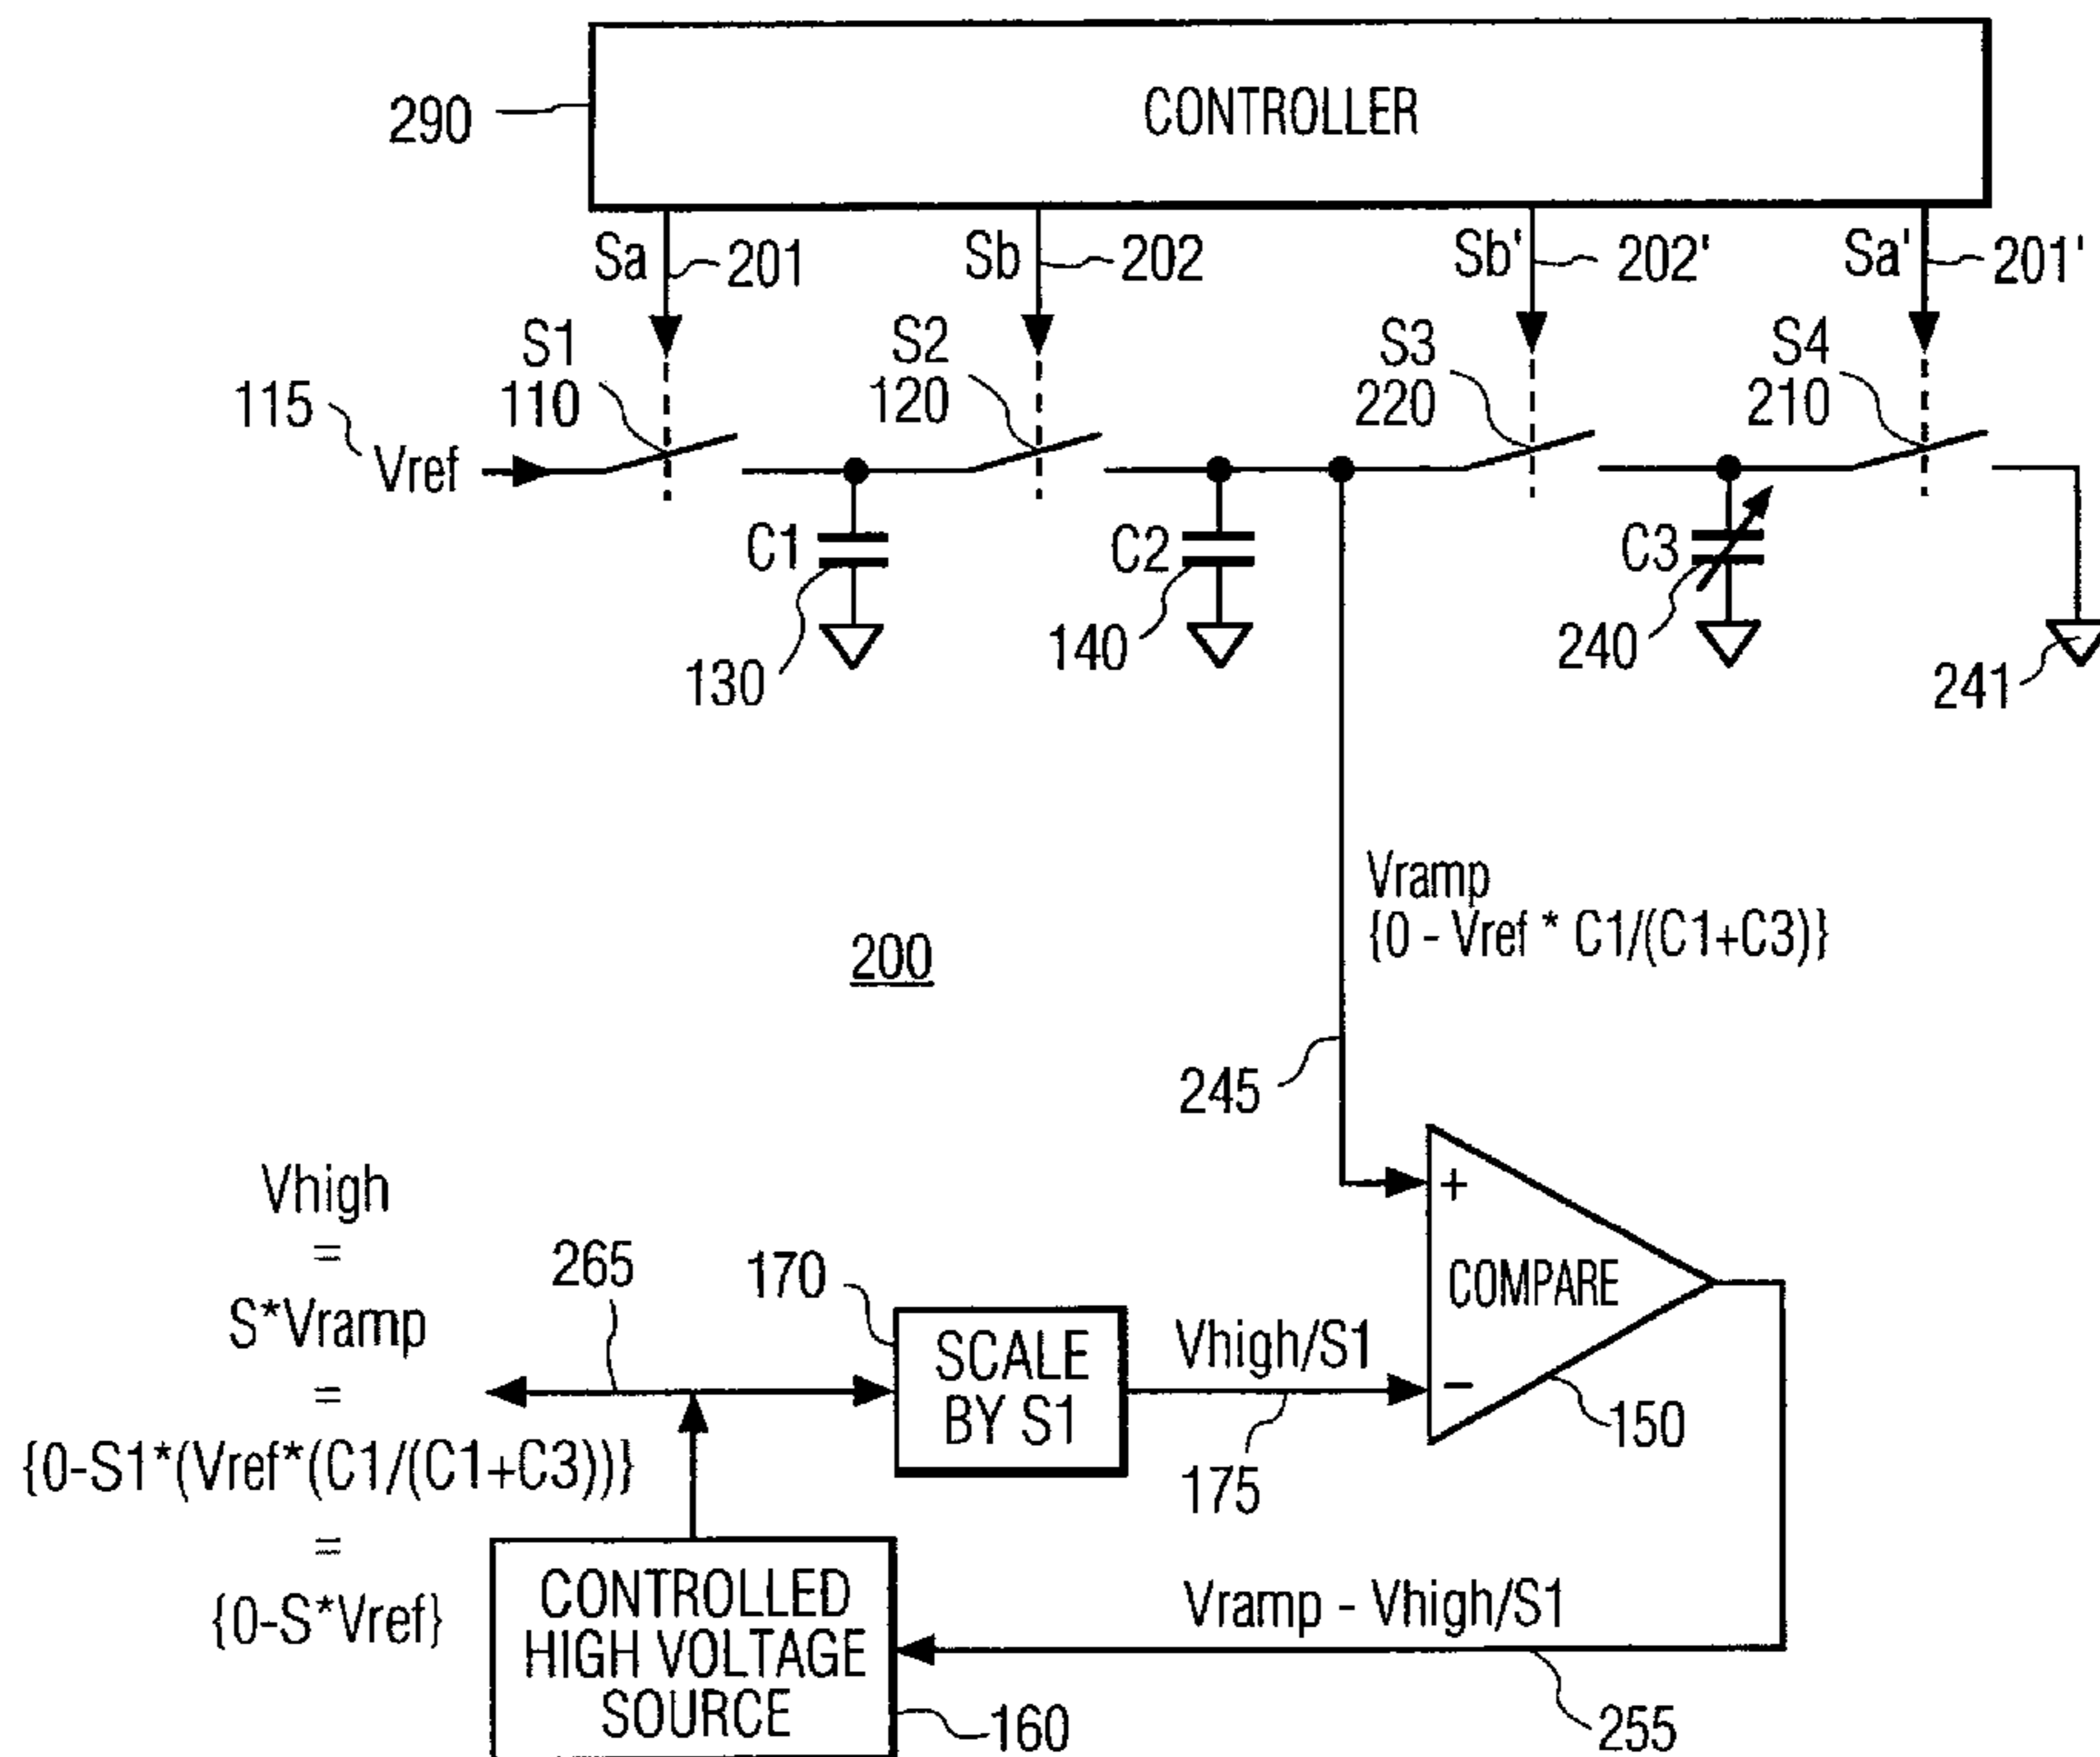 CONTROLLER
290
Sa
201
Sb
202
Sb'
202'
Sa'
201'
S1
110
S2
120
S3
220
S4
210
115
Vref
C1
130
C2
140
C3
240
241
Vramp
{0 - Vref * C1/(C1+C3)}
200
245
Vhigh
=
S*Vramp
=
{0-S1*(Vref*(C1/(C1+C3))}
=
{0-S*Vref}
265
170
SCALE
BY S1
Vhigh/S1
175
+
COMPARE
-
150
CONTROLLED
HIGH VOLTAGE
SOURCE
160
Vramp - Vhigh/S1
255